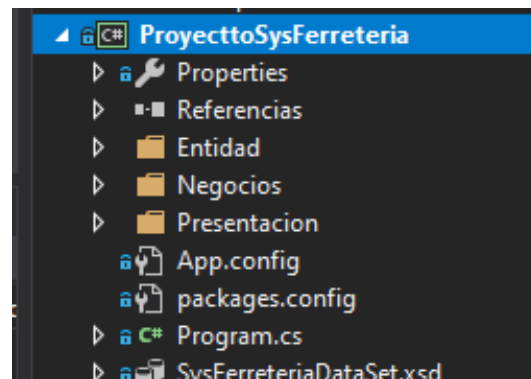 C# ProyecttoSysFerreteria
Properties
Referencias
Entidad
Negocios
Presentacion
App.config
packages.config
C# Program.cs
SysFerreteriaDataSet.xsd